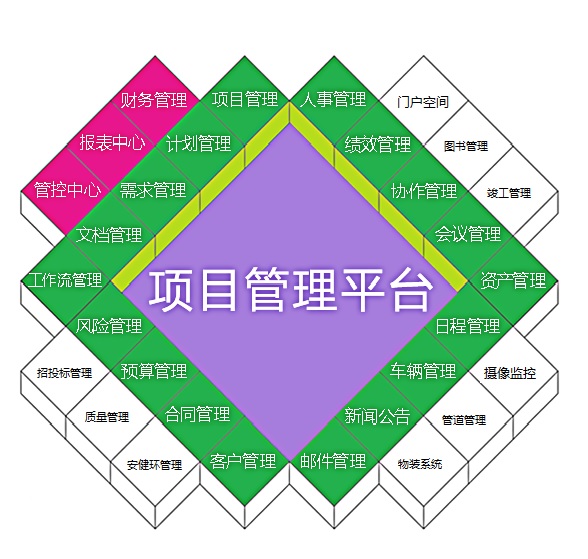 财务管理
项目管理
人事管理
门户空间
报表中心
计划管理
绩效管理
图书管理
管控中心
需求管理
协作管理
竣工管理
文档管理
会议管理
工作流管理
项目管理平台
资产管理
风险管理
日程管理
招投标管理
预算管理
车辆管理
摄像监控
质量管理
合同管理
新闻公告
管道管理
安健环管理
客户管理
邮件管理
物装系统